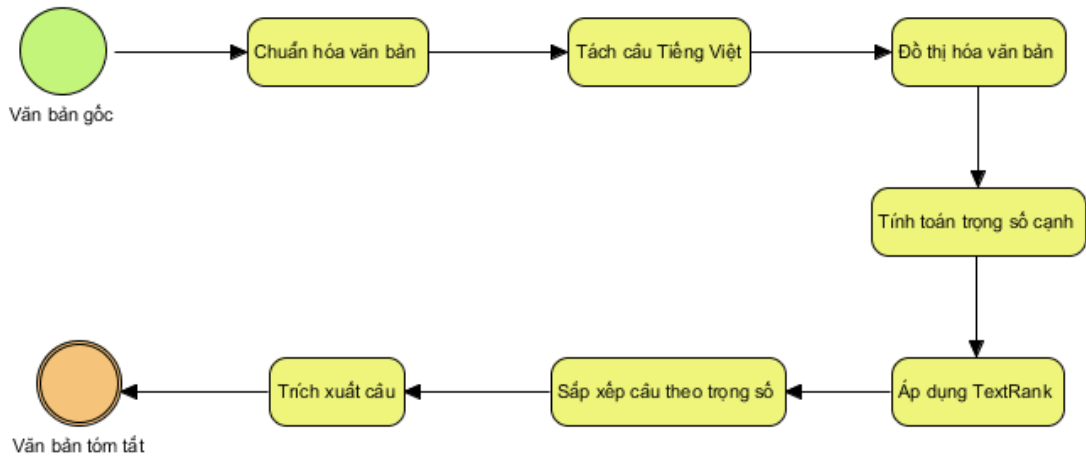 Văn bản gốc
Chuẩn hóa văn bản
Tách câu Tiếng Việt
Đồ thị hóa văn bản
Tính toán trọng số cạnh
Áp dụng TextRank
Sắp xếp câu theo trọng số
Trích xuất câu
Văn bản tóm tắt